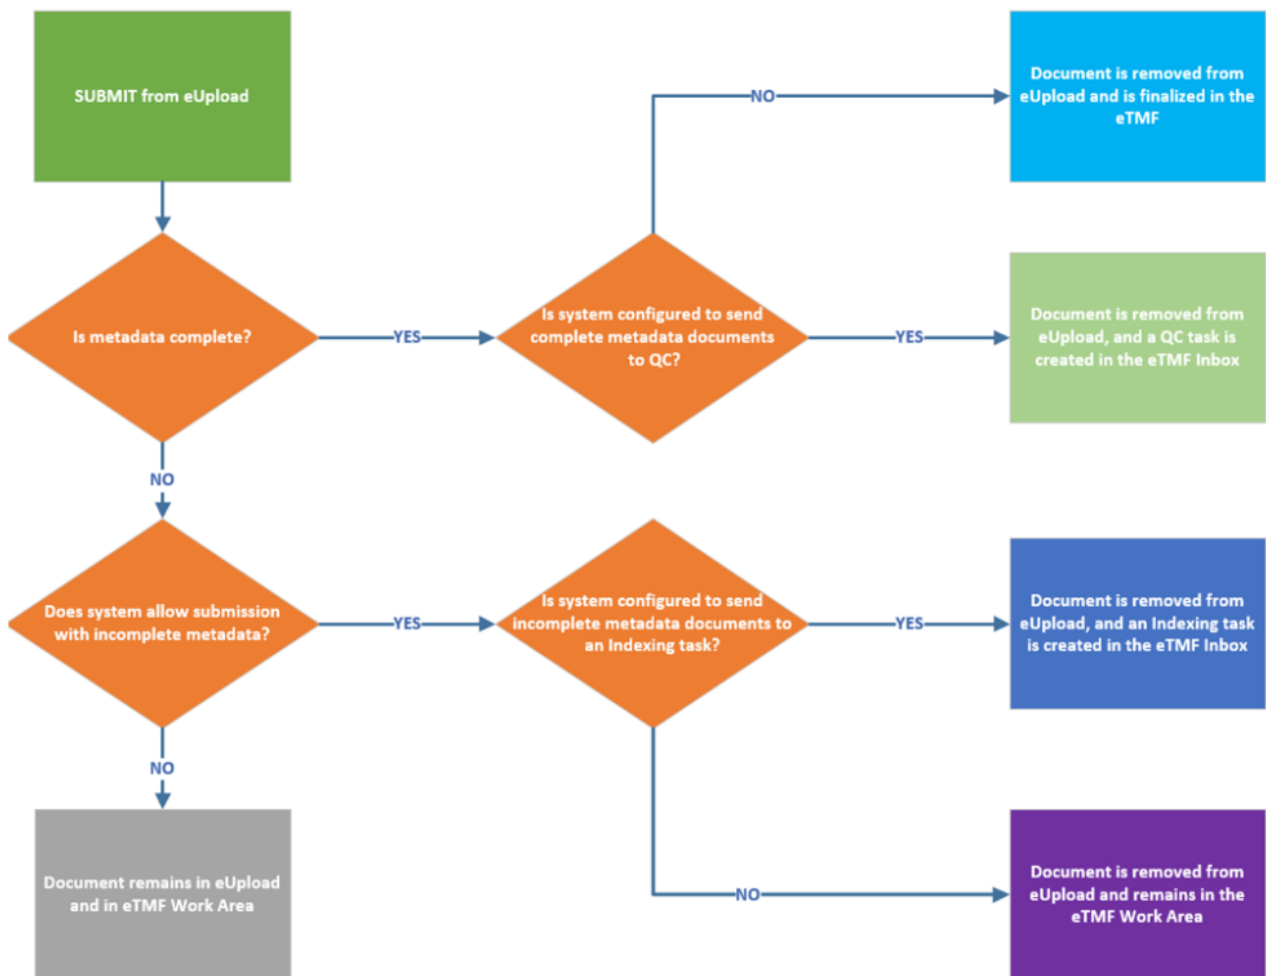 SUBMIT from eUpload
NO
Document is removed from
eUpload and is finalized in the
eTMF
Is metadata complete?
YES
Is system configured to send
complete metadata documents
to QC?
YES
Document is removed from
eUpload, and a QC task is
created in the eTMF Inbox
NO
Does system allow submission
with incomplete metadata?
YES
Is system configured to send
incomplete metadata documents to
an Indexing task?
YES
Document is removed from
eUpload, and an Indexing task
is created in the eTMF Inbox
NO
Document remains in eUpload
and in eTMF Work Area
NO
Document is removed from
eUpload and remains in the
eTMF Work Area